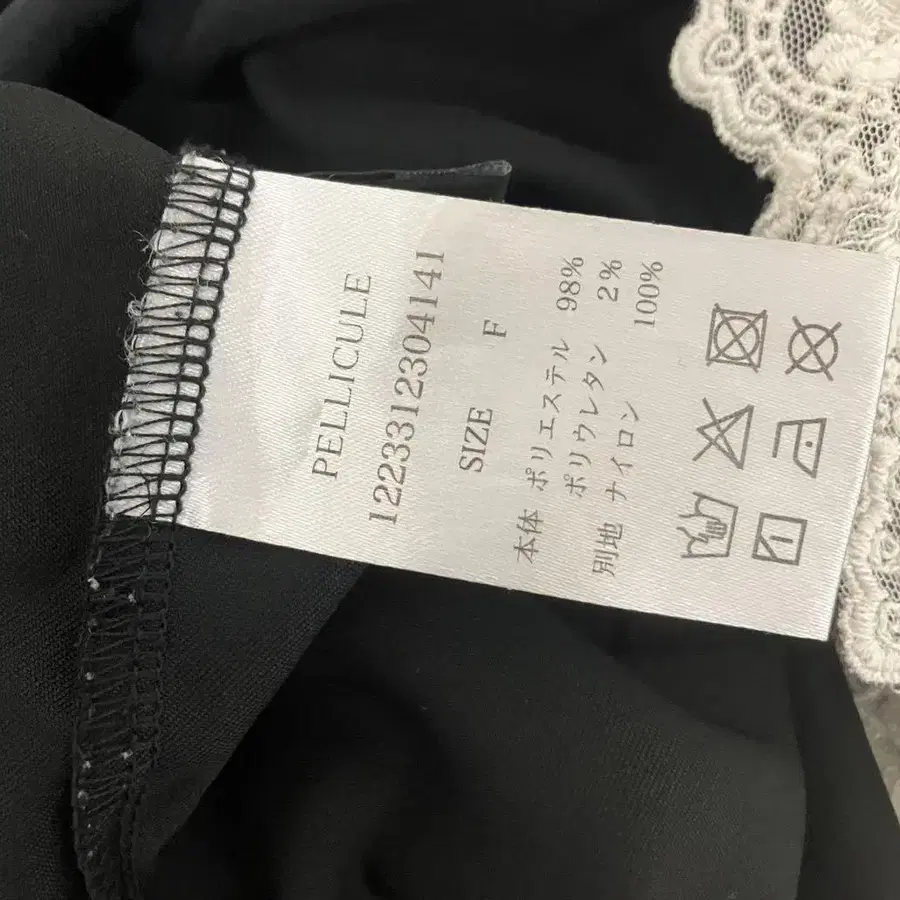 PELLICULE
1223312304141
SIZE F
本体 ポリエステル 98%
ポリウレタン 2%
別地 ナイロン 100%